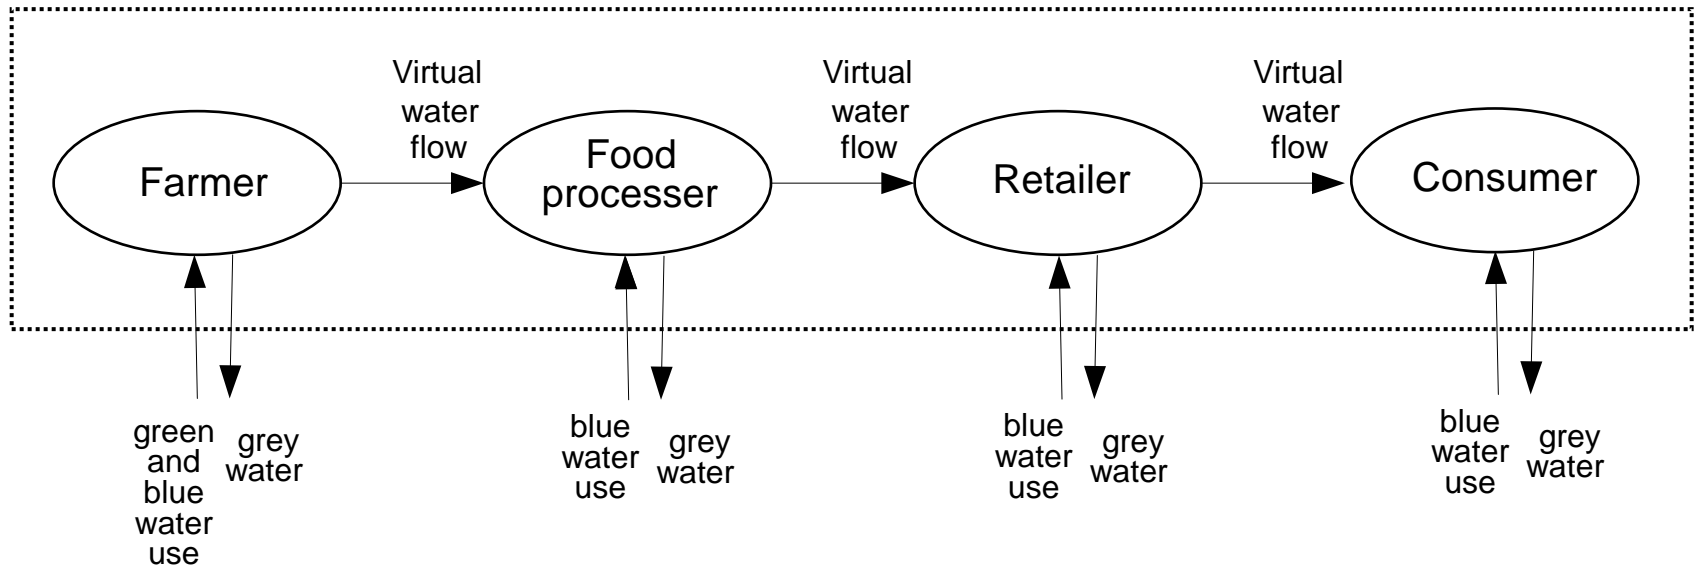 Virtual
water
flow
Virtual
water
flow
Virtual
water
flow
Farmer
Food
processer
Retailer
Consumer
green
and
blue
water
use
grey
water
blue
water
use
grey
water
blue
water
use
grey
water
blue
water
use
grey
water